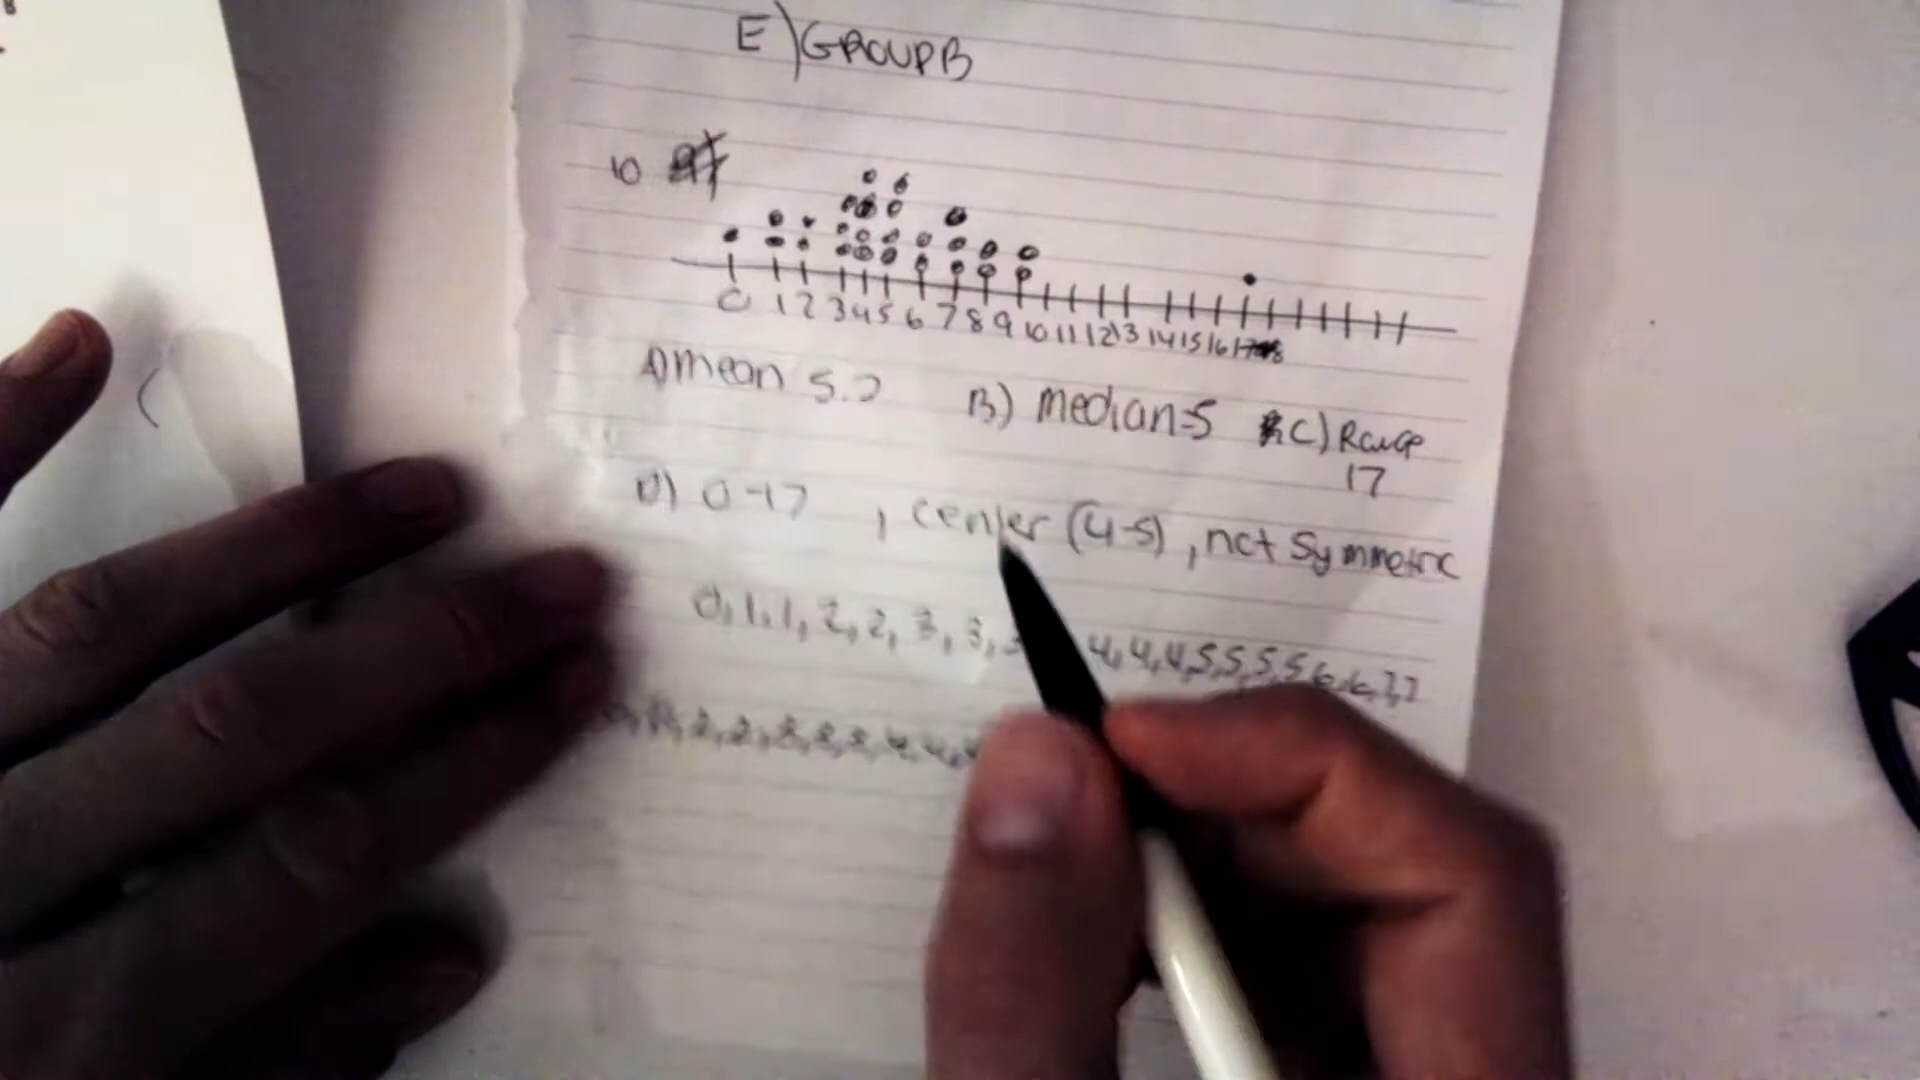 E) GROUP B
10
0 1 2 3 4 5 6 7 8 9 10 11 12 13 14 15 16 17
A) mean 5.2 B) median-5 C) Range
17
D) 0-17 , center (4-5) , not Symmetric
0, 1, 1, 2, 2, 3, 3, 3 4, 4, 4, 5, 5, 5, 5, 6, 6, 7, 7